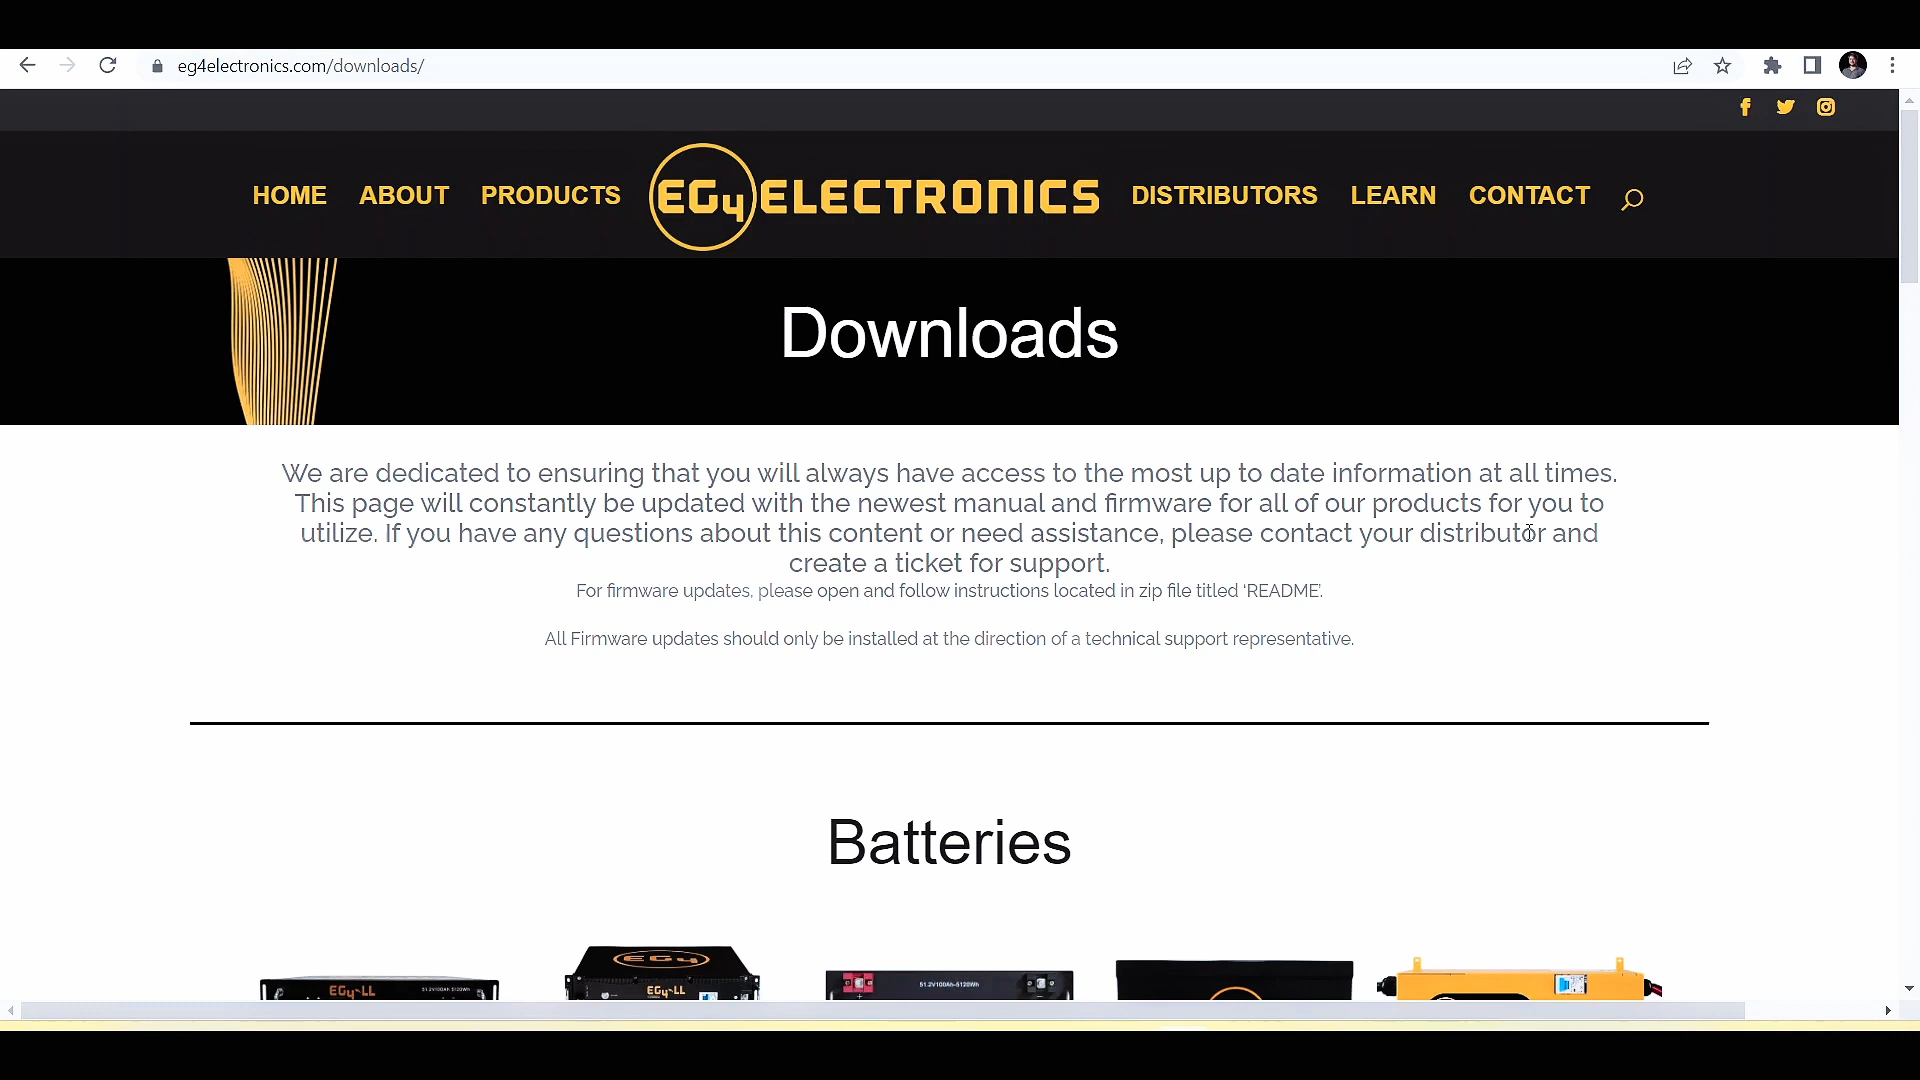 eg4electronics.com/downloads/
HOME ABOUT PRODUCTS EG4 ELECTRONICS DISTRIBUTORS LEARN CONTACT
Downloads
We are dedicated to ensuring that you will always have access to the most up to date information at all times.
This page will constantly be updated with the newest manual and firmware for all of our products for you to
utilize. If you have any questions about this content or need assistance, please contact your distributor and
create a ticket for support.
For firmware updates, please open and follow instructions located in zip file titled ‘README’.
All Firmware updates should only be installed at the direction of a technical support representative.
Batteries
EG4
EG4-LL 51.2V100Ah-5120Wh
EG4-LL
51.2V100Ah-5120Wh